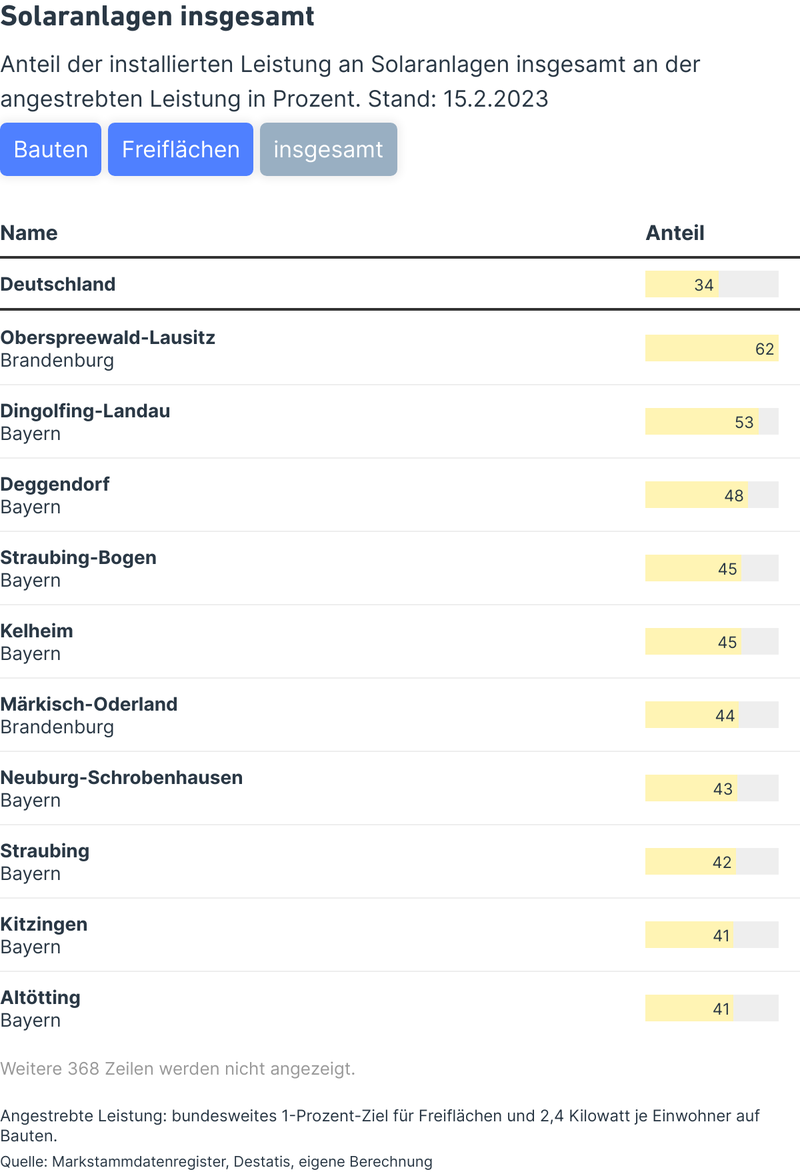 Solaranlagen insgesamt
Anteil der installierten Leistung an Solaranlagen insgesamt an der
angestrebten Leistung in Prozent. Stand: 15.2.2023
Bauten Freiflächen insgesamt
Name Anteil
Deutschland 34
Oberspreewald-Lausitz
Brandenburg
62
Dingolfing-Landau
Bayern
53
Deggendorf
Bayern
48
Straubing-Bogen
Bayern
45
Kelheim
Bayern
45
Märkisch-Oderland
Brandenburg
44
Neuburg-Schrobenhausen
Bayern
43
Straubing
Bayern
42
Kitzingen
Bayern
41
Altötting
Bayern
41
Weitere 368 Zeilen werden nicht angezeigt.
Angestrebte Leistung: bundesweites 1-Prozent-Ziel für Freiflächen und 2,4 Kilowatt je Einwohner auf
Bauten.
Quelle: Markstammdatenregister, Destatis, eigene Berechnung